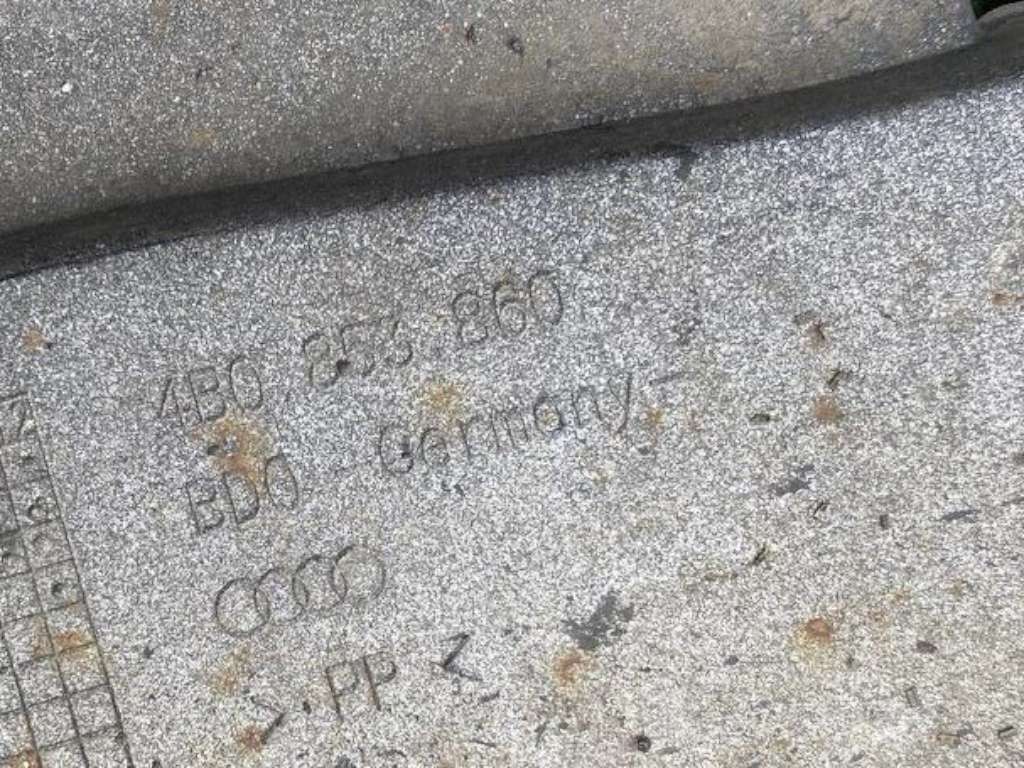 4B0 853 860
BDO Germany
>PP<